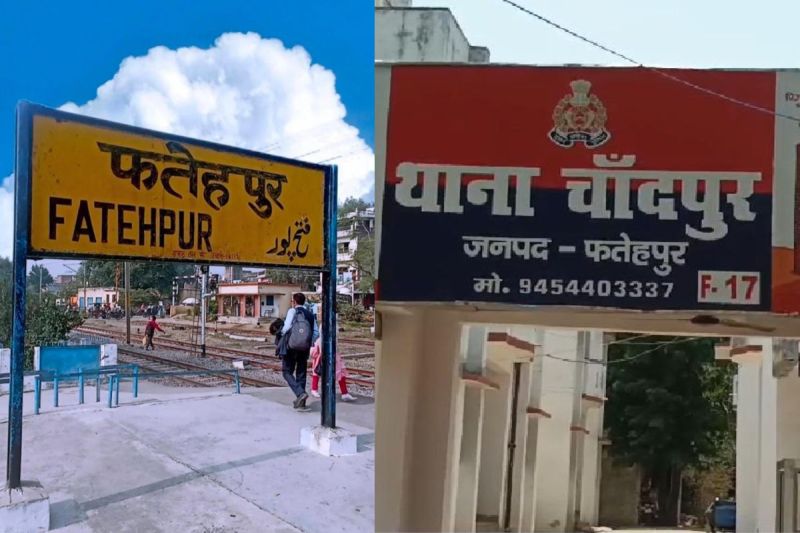 फतेहपुर
FATEHPUR
فتح پور
थाना चाँदपुर
जनपद - फतेहपुर
मो. 9454403337
F-17